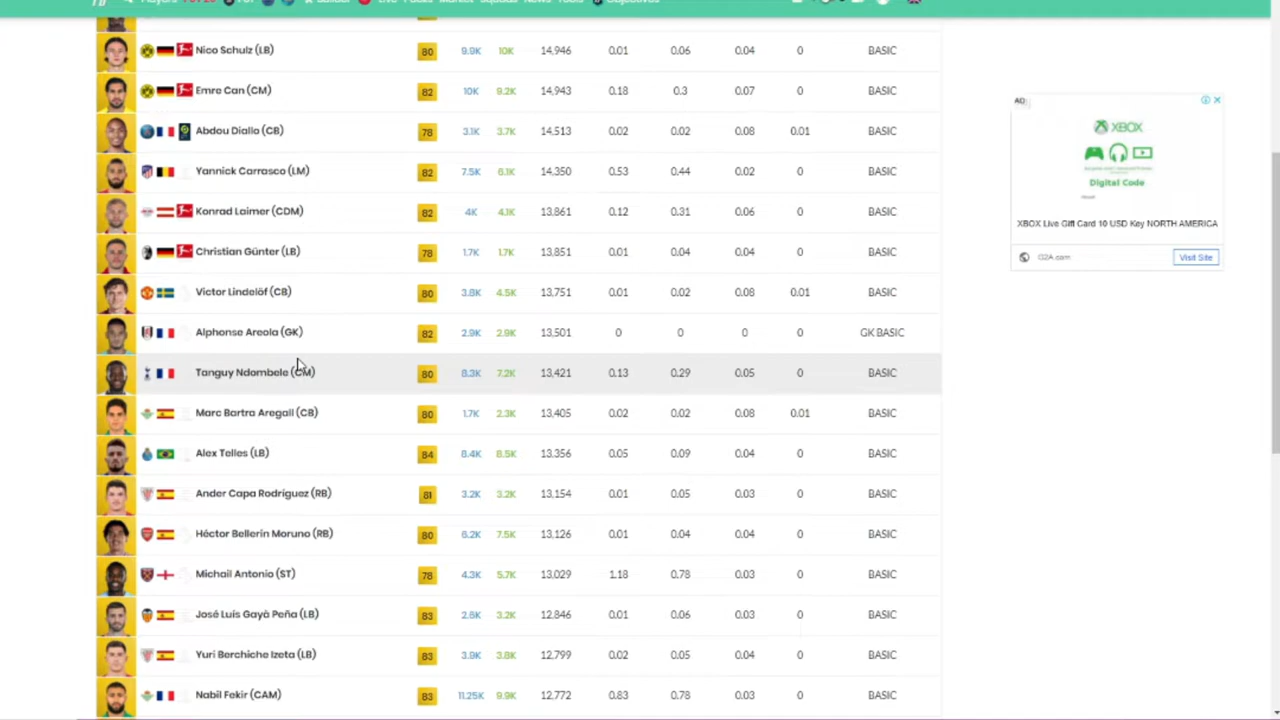 Players FUT 20 Live Packs Market Squads News Tools Objectives
Nico Schulz (LB) 80 9.9K 10K 14,946 0.01 0.06 0.04 0 BASIC
Emre Can (CM) 82 10K 9.2K 14,943 0.18 0.3 0.07 0 BASIC
Abdou Diallo (CB) 78 3.1K 3.7K 14,513 0.02 0.02 0.08 0.01 BASIC
Yannick Carrasco (LM) 82 7.5K 6.1K 14,350 0.53 0.44 0.02 0 BASIC
Konrad Laimer (CDM) 82 4K 4.1K 13,861 0.12 0.31 0.06 0 BASIC
Christian Günter (LB) 78 1.7K 1.7K 13,851 0.01 0.04 0.04 0 BASIC
Victor Lindelöf (CB) 80 3.8K 4.5K 13,751 0.01 0.02 0.08 0.01 BASIC
Alphonse Areola (GK) 82 2.9K 2.9K 13,501 0 0 0 0 GK BASIC
Tanguy Ndombele (CM) 80 8.3K 7.2K 13,421 0.13 0.29 0.05 0 BASIC
Marc Bartra Aregall (CB) 80 1.7K 2.3K 13,405 0.02 0.02 0.08 0.01 BASIC
Alex Telles (LB) 84 8.4K 8.5K 13,356 0.05 0.09 0.04 0 BASIC
Ander Capa Rodríguez (RB) 81 3.2K 3.2K 13,154 0.01 0.05 0.03 0 BASIC
Héctor Bellerín Moruno (RB) 80 6.2K 7.5K 13,126 0.01 0.04 0.04 0 BASIC
Michail Antonio (ST) 78 4.3K 5.7K 13,029 1.18 0.78 0.03 0 BASIC
José Luis Gayà Peña (LB) 83 2.6K 3.2K 12,846 0.01 0.06 0.03 0 BASIC
Yuri Berchiche Izeta (LB) 83 3.9K 3.8K 12,799 0.02 0.05 0.04 0 BASIC
Nabil Fekir (CAM) 83 11.25K 9.9K 12,772 0.83 0.78 0.03 0 BASIC
AD
XBOX
Digital Code
XBOX Live Gift Card 10 USD Key NORTH AMERICA
G2A.com Visit Site